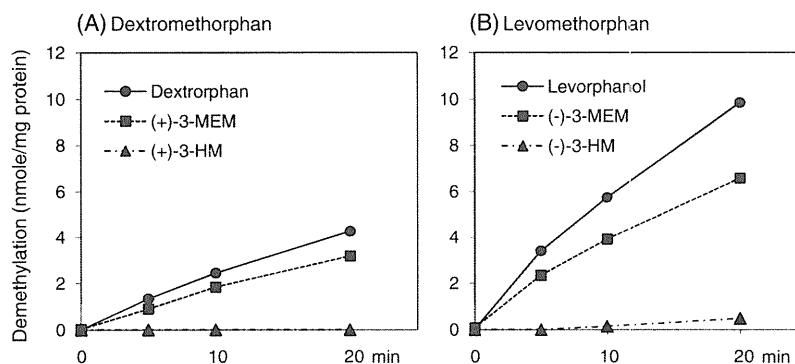 (A) Dextromethorphan
Demethylation (nmole/mg protein)
12
10
8
6
4
2
0
Dextrorphan
(+)-3-MEM
(+)-3-HM
0
10
20 min
(B) Levomethorphan
12
10
8
6
4
2
0
Levorphanol
(-)-3-MEM
(-)-3-HM
0
10
20 min